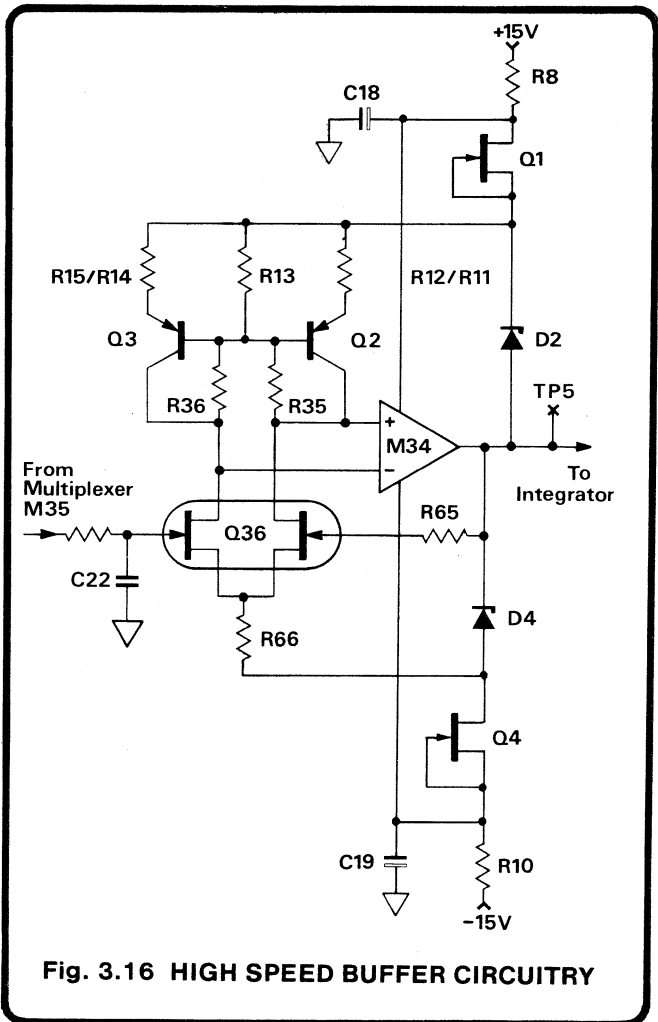 +15V
R8
C18
Q1
R15/R14
R13
R12/R11
Q3
Q2
D2
R36
R35
TP5
+
M34
−
From
Multiplexer
M35
To
Integrator
R65
Q36
C22
D4
R66
Q4
C19
R10
−15V
Fig. 3.16 HIGH SPEED BUFFER CIRCUITRY